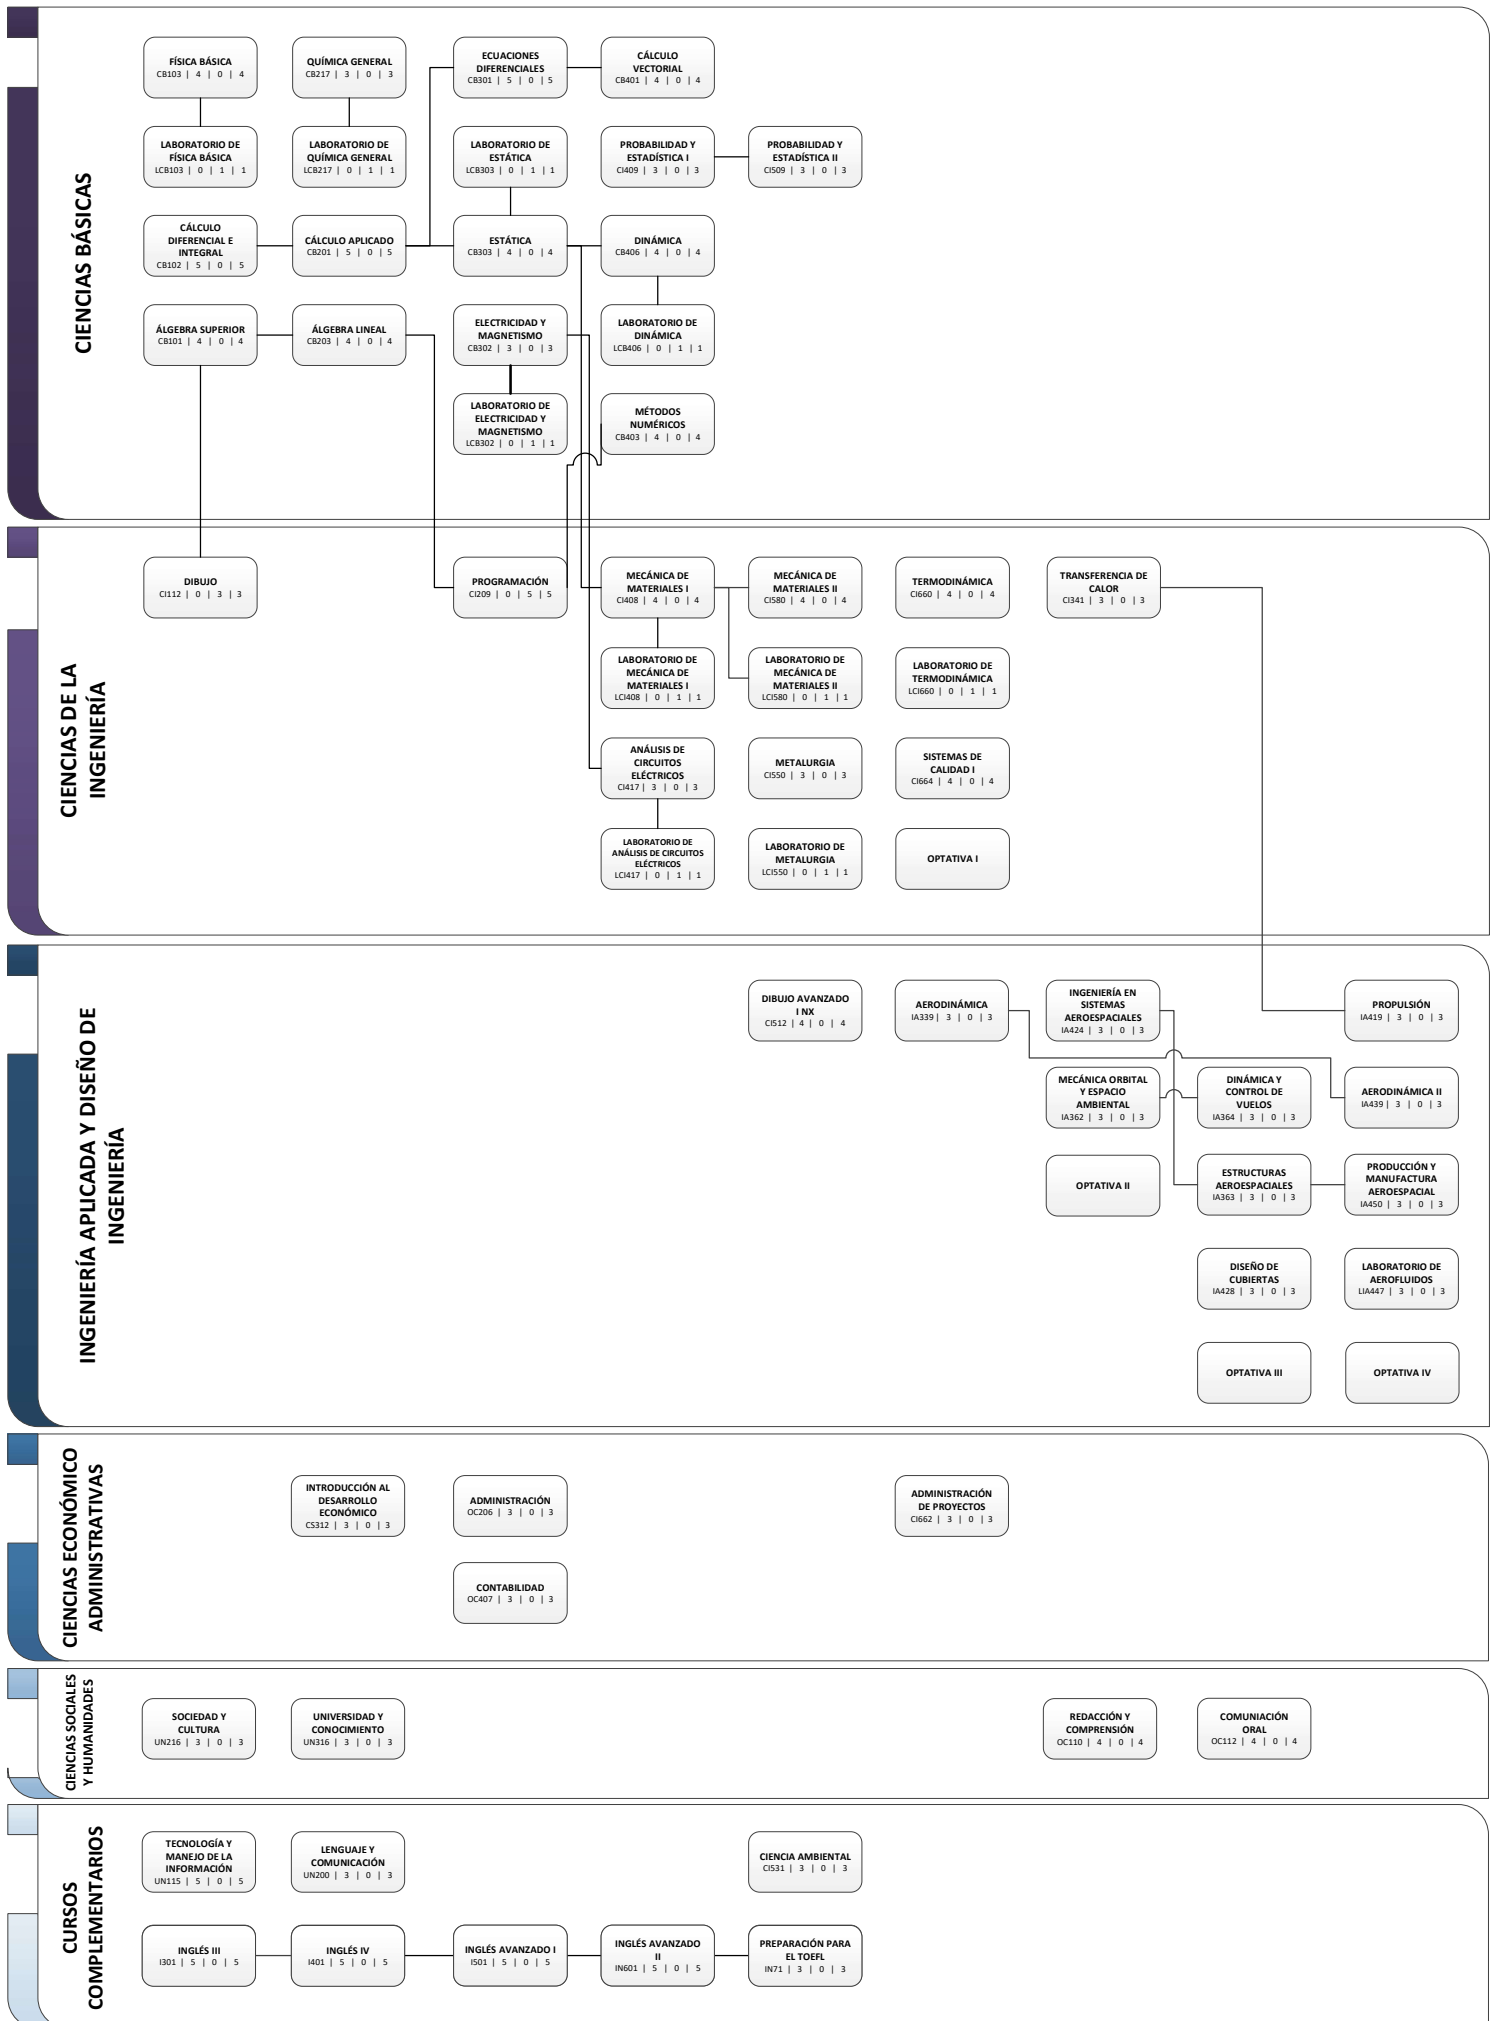 CIENCIAS BÁSICAS
FÍSICA BÁSICA
CB103 | 4 | 0 | 4
QUÍMICA GENERAL
CB217 | 3 | 0 | 3
ECUACIONES
DIFERENCIALES
CB301 | 5 | 0 | 5
CÁLCULO
VECTORIAL
CB401 | 4 | 0 | 4
LABORATORIO DE
FÍSICA BÁSICA
LCB103 | 0 | 1 | 1
LABORATORIO DE
QUÍMICA GENERAL
LCB217 | 0 | 1 | 1
LABORATORIO DE
ESTÁTICA
LCB303 | 0 | 1 | 1
PROBABILIDAD Y
ESTADÍSTICA I
CI409 | 3 | 0 | 3
PROBABILIDAD Y
ESTADÍSTICA II
CI509 | 3 | 0 | 3
CÁLCULO
DIFERENCIAL E
INTEGRAL
CB102 | 5 | 0 | 5
CÁLCULO APLICADO
CB201 | 5 | 0 | 5
ESTÁTICA
CB303 | 4 | 0 | 4
DINÁMICA
CB406 | 4 | 0 | 4
ÁLGEBRA SUPERIOR
CB101 | 4 | 0 | 4
ÁLGEBRA LINEAL
CB203 | 4 | 0 | 4
ELECTRICIDAD Y
MAGNETISMO
CB302 | 3 | 0 | 3
LABORATORIO DE
DINÁMICA
LCB406 | 0 | 1 | 1
LABORATORIO DE
ELECTRICIDAD Y
MAGNETISMO
LCB302 | 0 | 1 | 1
MÉTODOS
NUMÉRICOS
CB403 | 4 | 0 | 4
CIENCIAS DE LA
INGENIERÍA
DIBUJO
CI112 | 0 | 3 | 3
PROGRAMACIÓN
CI209 | 0 | 5 | 5
MECÁNICA DE
MATERIALES I
CI408 | 4 | 0 | 4
MECÁNICA DE
MATERIALES II
CI580 | 4 | 0 | 4
TERMODINÁMICA
CI660 | 4 | 0 | 4
TRANSFERENCIA DE
CALOR
CI341 | 3 | 0 | 3
LABORATORIO DE
MECÁNICA DE
MATERIALES I
LCI408 | 0 | 1 | 1
LABORATORIO DE
MECÁNICA DE
MATERIALES II
LCI580 | 0 | 1 | 1
LABORATORIO DE
TERMODINÁMICA
LCI660 | 0 | 1 | 1
ANÁLISIS DE
CIRCUITOS
ELÉCTRICOS
CI417 | 3 | 0 | 3
METALURGIA
CI550 | 3 | 0 | 3
SISTEMAS DE
CALIDAD I
CI664 | 4 | 0 | 4
LABORATORIO DE
ANÁLISIS DE CIRCUITOS
ELÉCTRICOS
LCI417 | 0 | 1 | 1
LABORATORIO DE
METALURGIA
LCI550 | 0 | 1 | 1
OPTATIVA I
INGENIERÍA APLICADA Y DISEÑO DE
INGENIERÍA
DIBUJO AVANZADO
I NX
CI512 | 4 | 0 | 4
AERODINÁMICA
IA339 | 3 | 0 | 3
INGENIERÍA EN
SISTEMAS
AEROESPACIALES
IA424 | 3 | 0 | 3
PROPULSIÓN
IA419 | 3 | 0 | 3
MECÁNICA ORBITAL
Y ESPACIO
AMBIENTAL
IA362 | 3 | 0 | 3
DINÁMICA Y
CONTROL DE
VUELOS
IA364 | 3 | 0 | 3
AERODINÁMICA II
IA439 | 3 | 0 | 3
OPTATIVA II
ESTRUCTURAS
AEROESPACIALES
IA363 | 3 | 0 | 3
PRODUCCIÓN Y
MANUFACTURA
AEROESPACIAL
IA450 | 3 | 0 | 3
DISEÑO DE
CUBIERTAS
IA428 | 3 | 0 | 3
LABORATORIO DE
AEROFLUIDOS
LIA447 | 3 | 0 | 3
OPTATIVA III
OPTATIVA IV
CIENCIAS ECONÓMICO
ADMINISTRATIVAS
INTRODUCCIÓN AL
DESARROLLO
ECONÓMICO
CS312 | 3 | 0 | 3
ADMINISTRACIÓN
OC206 | 3 | 0 | 3
ADMINISTRACIÓN
DE PROYECTOS
CI662 | 3 | 0 | 3
CONTABILIDAD
OC407 | 3 | 0 | 3
CIENCIAS SOCIALES
Y HUMANIDADES
SOCIEDAD Y
CULTURA
UN216 | 3 | 0 | 3
UNIVERSIDAD Y
CONOCIMIENTO
UN316 | 3 | 0 | 3
REDACCIÓN Y
COMPRENSIÓN
OC110 | 4 | 0 | 4
COMUNIACIÓN
ORAL
OC112 | 4 | 0 | 4
CURSOS
COMPLEMENTARIOS
TECNOLOGÍA Y
MANEJO DE LA
INFORMACIÓN
UN115 | 5 | 0 | 5
LENGUAJE Y
COMUNICACIÓN
UN200 | 3 | 0 | 3
CIENCIA AMBIENTAL
CI531 | 3 | 0 | 3
INGLÉS III
I301 | 5 | 0 | 5
INGLÉS IV
I401 | 5 | 0 | 5
INGLÉS AVANZADO I
I501 | 5 | 0 | 5
INGLÉS AVANZADO
II
IN601 | 5 | 0 | 5
PREPARACIÓN PARA
EL TOEFL
IN71 | 3 | 0 | 3